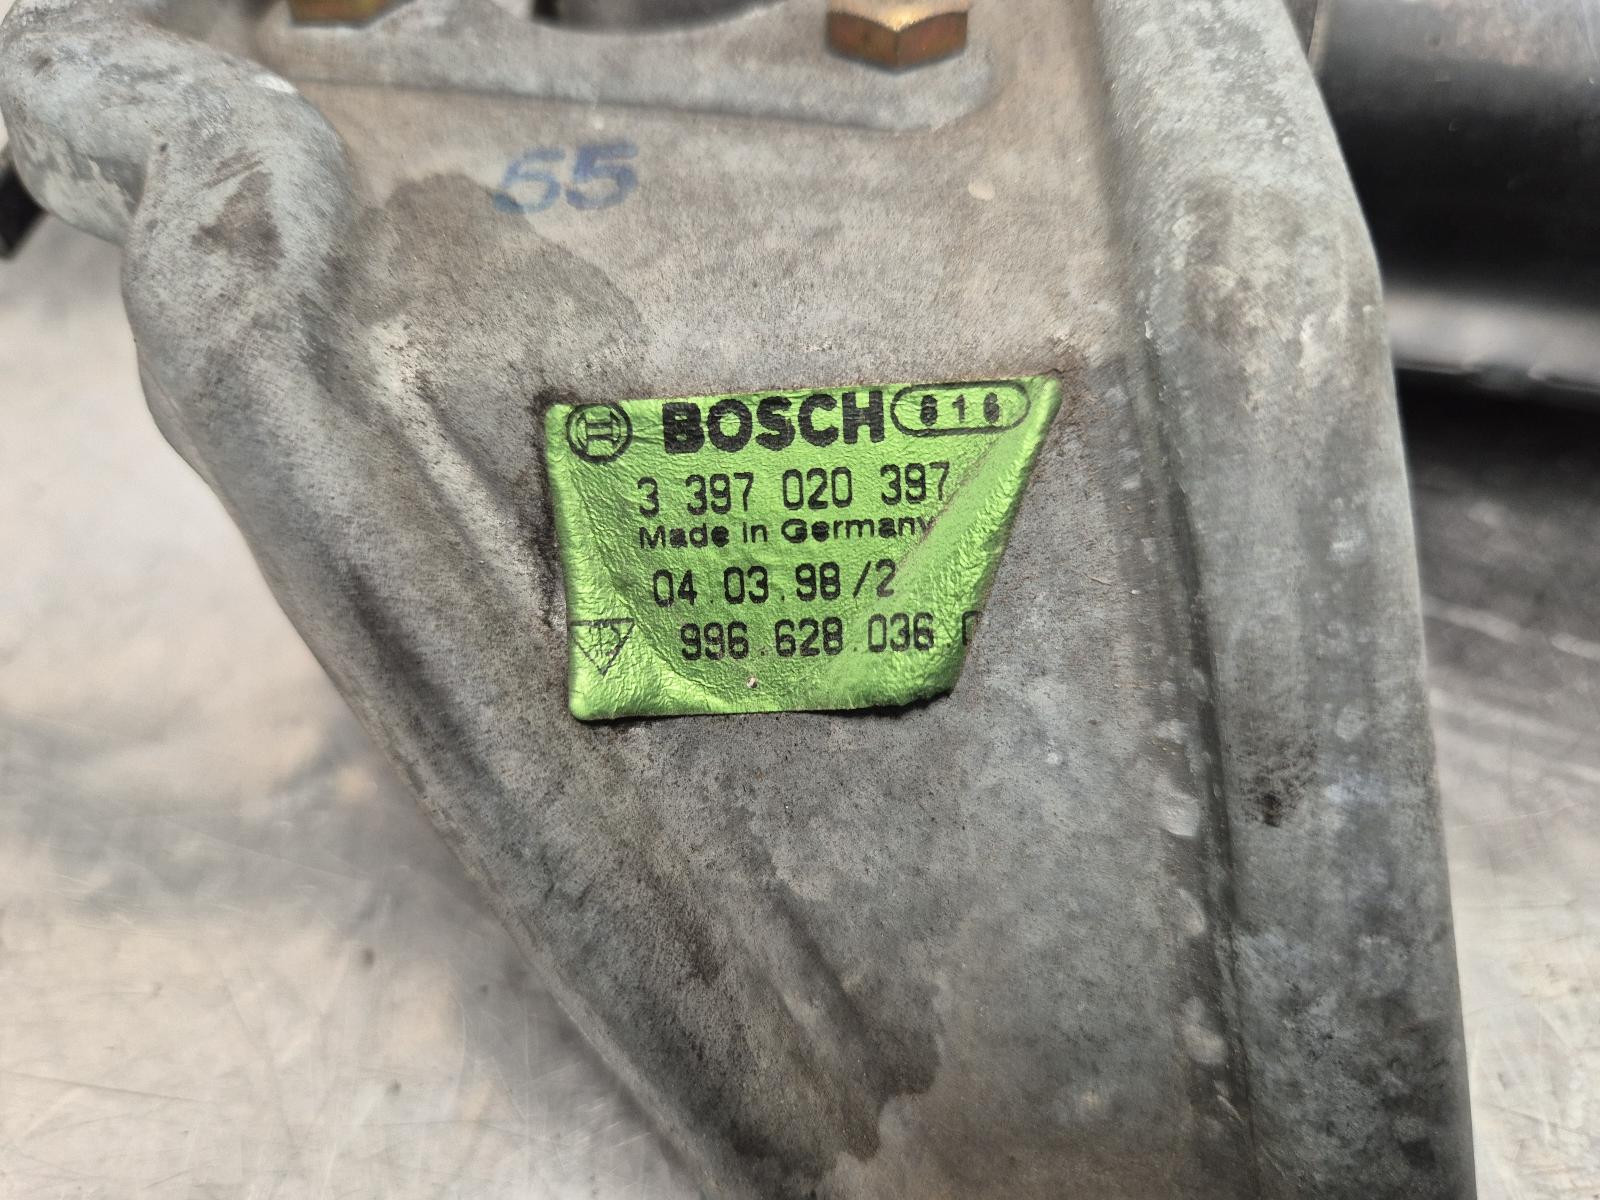 55
BOSCH 816
3 397 020 397
Made in Germany
04.03.98/2
996.628.036.0